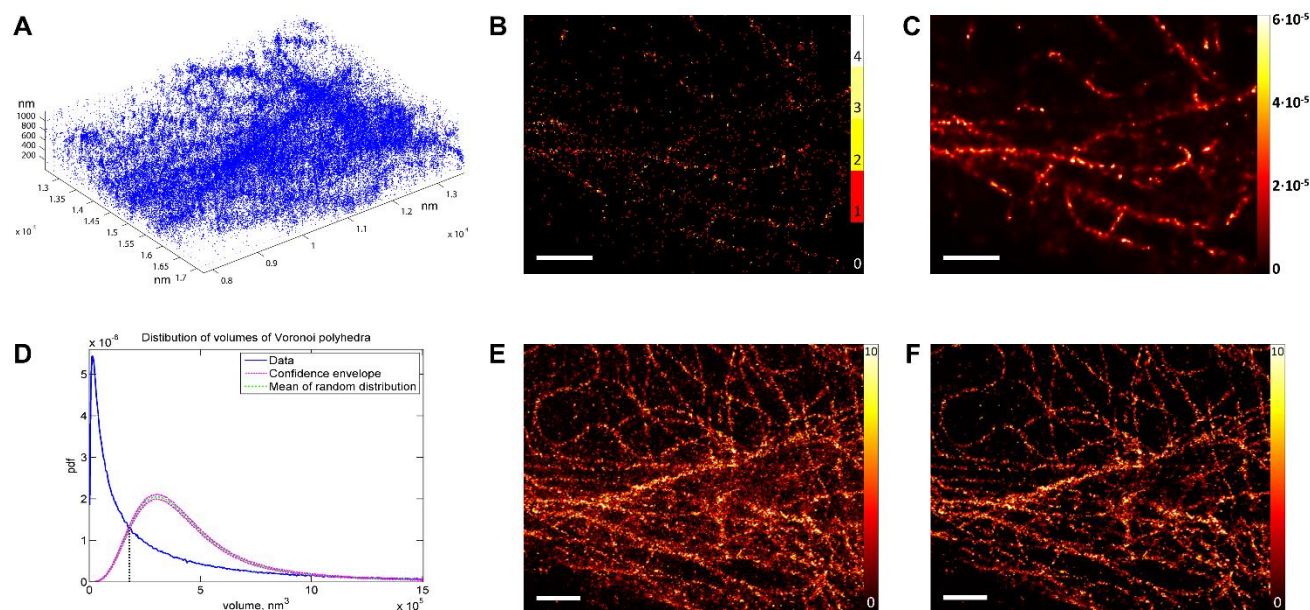 A
nm
1000
800
600
400
200
1.3
1.35
1.4
1.45
1.5
1.55
1.6
1.65
1.7
nm
0.8
0.9
1
1.1
1.2
1.3
nm
x 10⁴
B
4
3
2
1
0
C
6·10⁻⁵
4·10⁻⁵
2·10⁻⁵
0
D
x 10⁻⁶
Distibution of volumes of Voronoi polyhedra
Data
Confidence envelope
Mean of random distribution
5
4
3
2
1
0
pdf
0
5
10
15
volume, nm³
x 10⁵
E
10
0
F
10
0